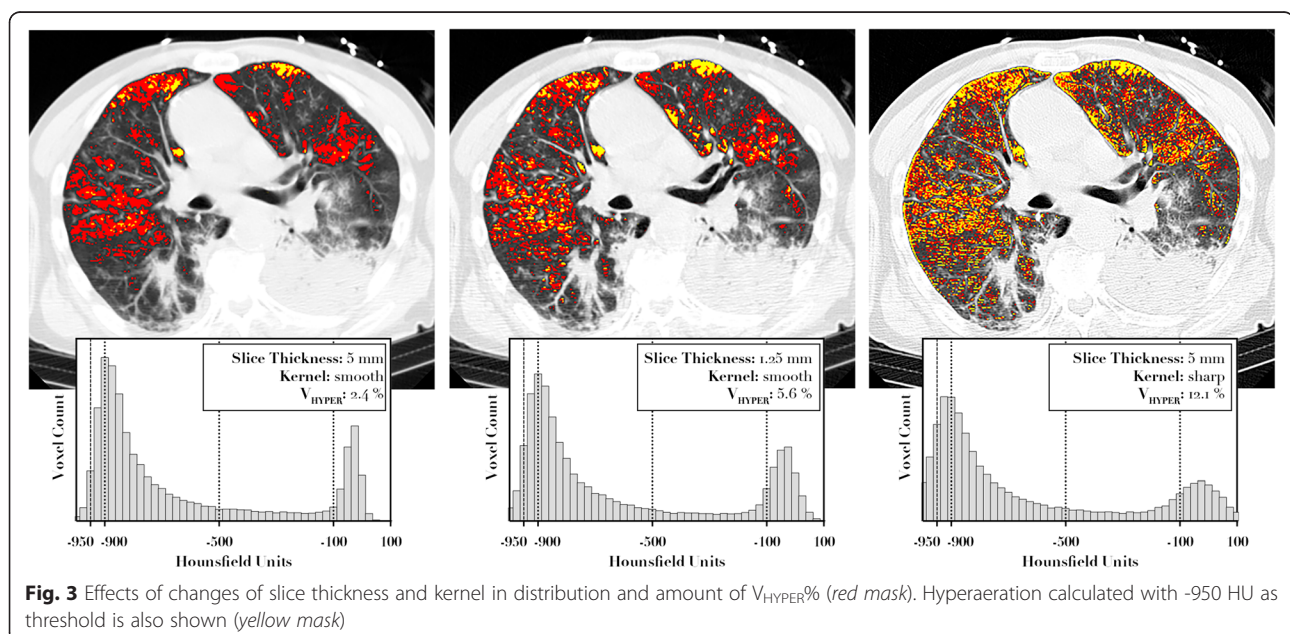 Slice Thickness: 5 mm
Kernel: smooth
V_HYPER: 2.4 %
Voxel Count
-950 -900 -500 -100 100
Hounsfield Units
Slice Thickness: 1.25 mm
Kernel: smooth
V_HYPER: 5.6 %
Voxel Count
-950 -900 -500 -100 100
Hounsfield Units
Slice Thickness: 5 mm
Kernel: sharp
V_HYPER: 12.1 %
Voxel Count
-950 -900 -500 -100 100
Hounsfield Units
Fig. 3 Effects of changes of slice thickness and kernel in distribution and amount of V_HYPER% (red mask). Hyperaeration calculated with -950 HU as
threshold is also shown (yellow mask)